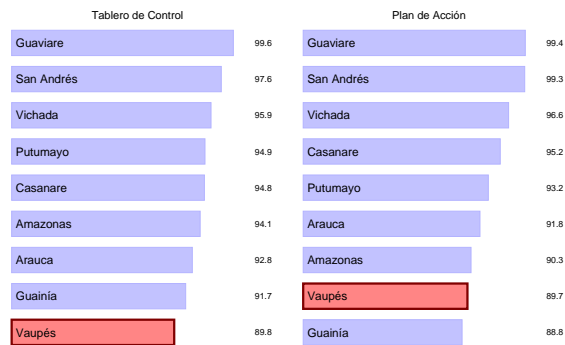 Tablero de Control
Guaviare 99.6
San Andrés 97.6
Vichada 95.9
Putumayo 94.9
Casanare 94.8
Amazonas 94.1
Arauca 92.8
Guainía 91.7
Vaupés 89.8
Plan de Acción
Guaviare 99.4
San Andrés 99.3
Vichada 96.6
Casanare 95.2
Putumayo 93.2
Arauca 91.8
Amazonas 90.3
Vaupés 89.7
Guainía 88.8